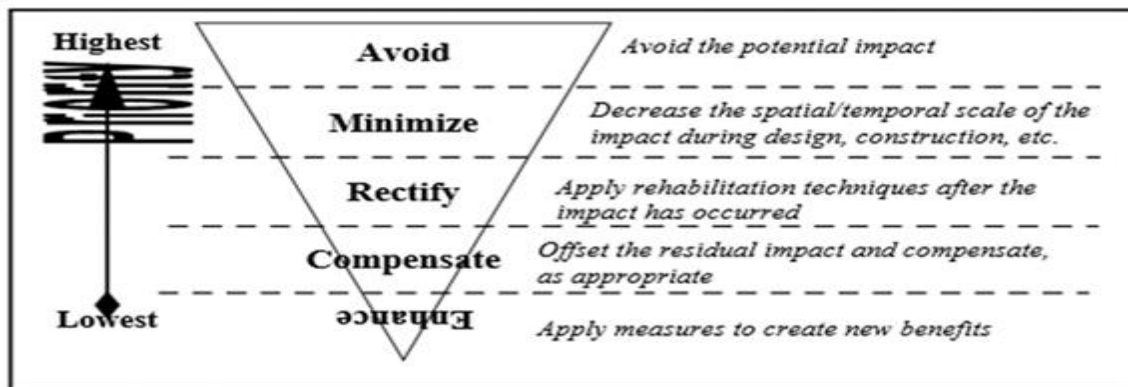 Highest
Avoid
Avoid the potential impact
Minimize
Decrease the spatial/temporal scale of the
impact during design, construction, etc.
Rectify
Apply rehabilitation techniques after the
impact has occurred
Compensate
Offset the residual impact and compensate,
as appropriate
Lowest
Enhance
Apply measures to create new benefits